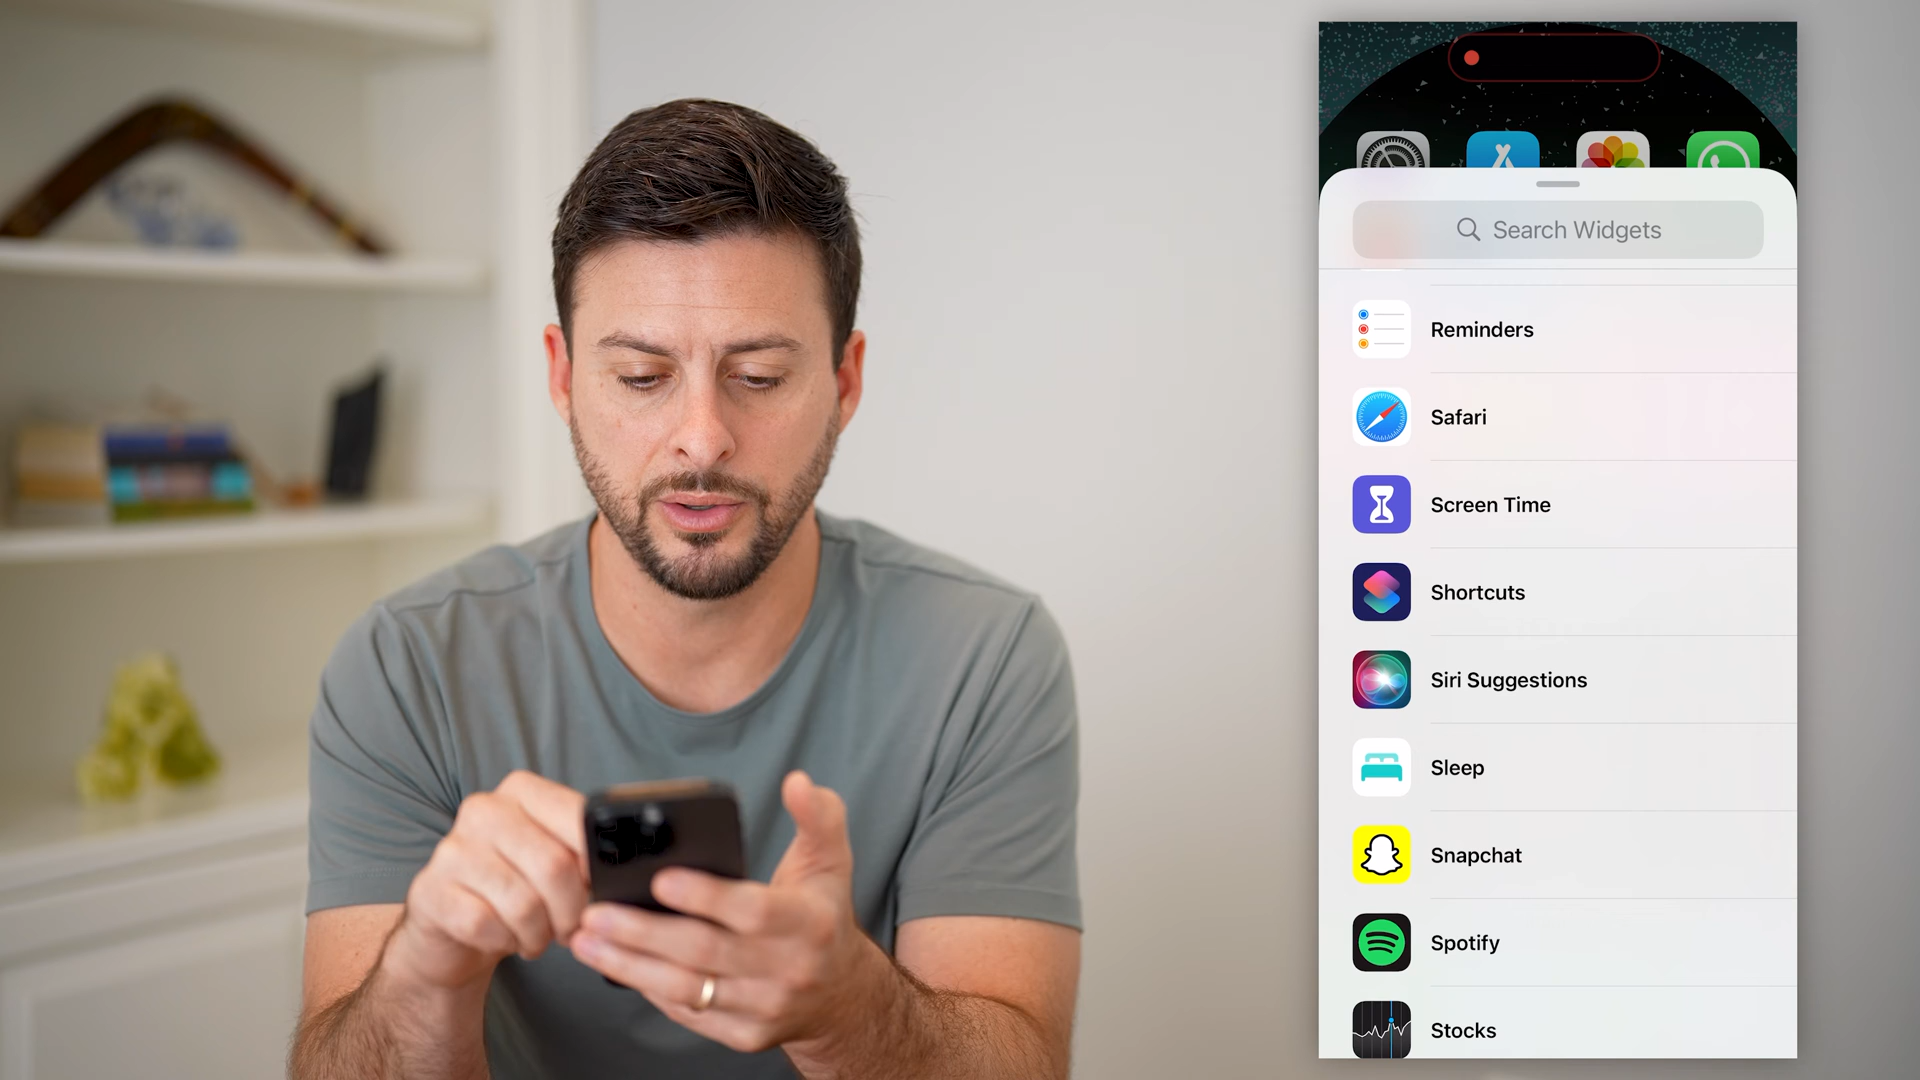 Search Widgets
Reminders
Safari
Screen Time
Shortcuts
Siri Suggestions
Sleep
Snapchat
Spotify
Stocks